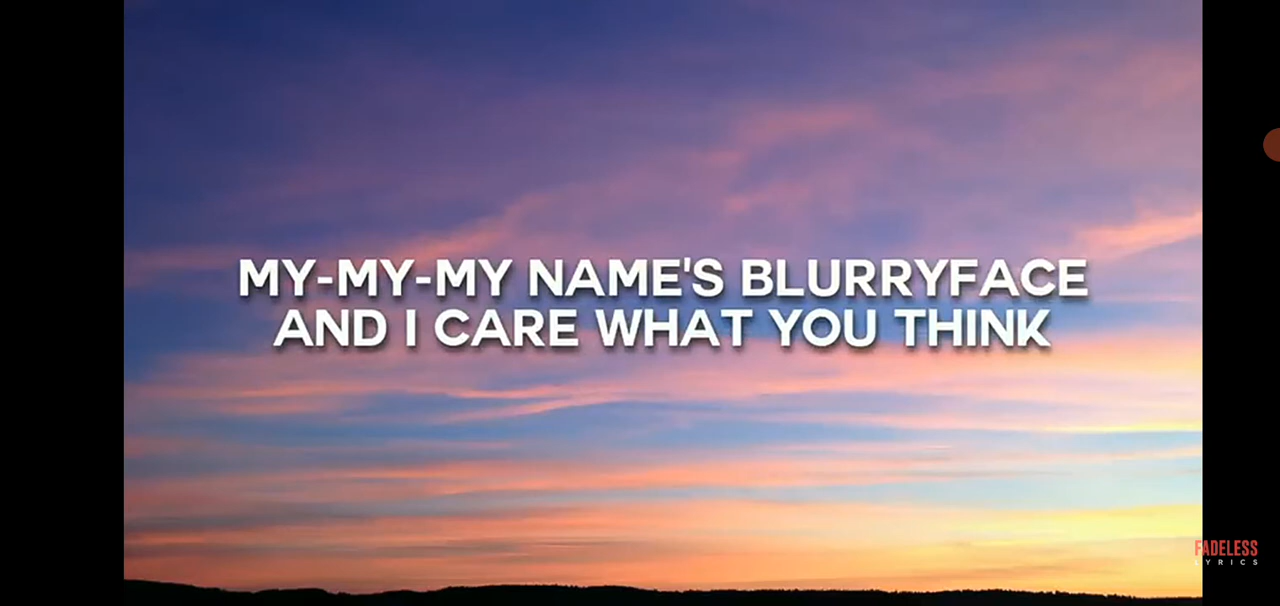 MY-MY-MY NAME'S BLURRYFACE
AND I CARE WHAT YOU THINK
FADELESS
LYRICS